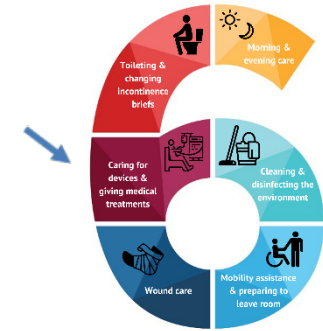 Morning &
evening care
Toileting &
changing
incontinence
briefs
Caring for
devices &
giving medical
treatments
Cleaning &
disinfecting the
environment
Wound care
Mobility assistance
& preparing to
leave room